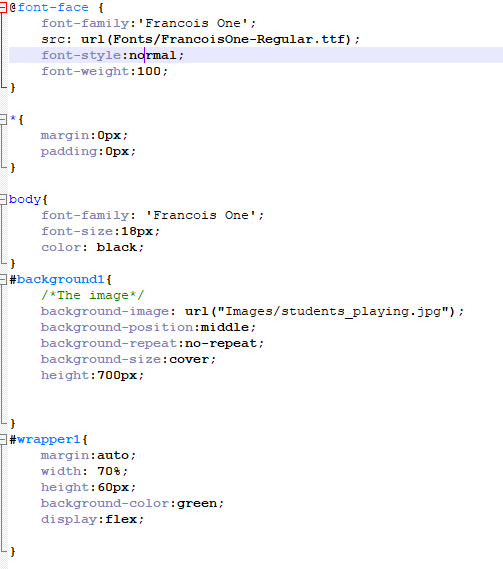 @font-face {
font-family:'Francois One';
src: url(Fonts/FrancoisOne-Regular.ttf);
font-style:normal;
font-weight:100;
}
*{
margin:0px;
padding:0px;
}
body{
font-family: 'Francois One';
font-size:18px;
color: black;
}
#background1{
/*The image*/
background-image: url("Images/students_playing.jpg");
background-position:middle;
background-repeat:no-repeat;
background-size:cover;
height:700px;
}
#wrapper1{
margin:auto;
width: 70%;
height:60px;
background-color:green;
display:flex;
}